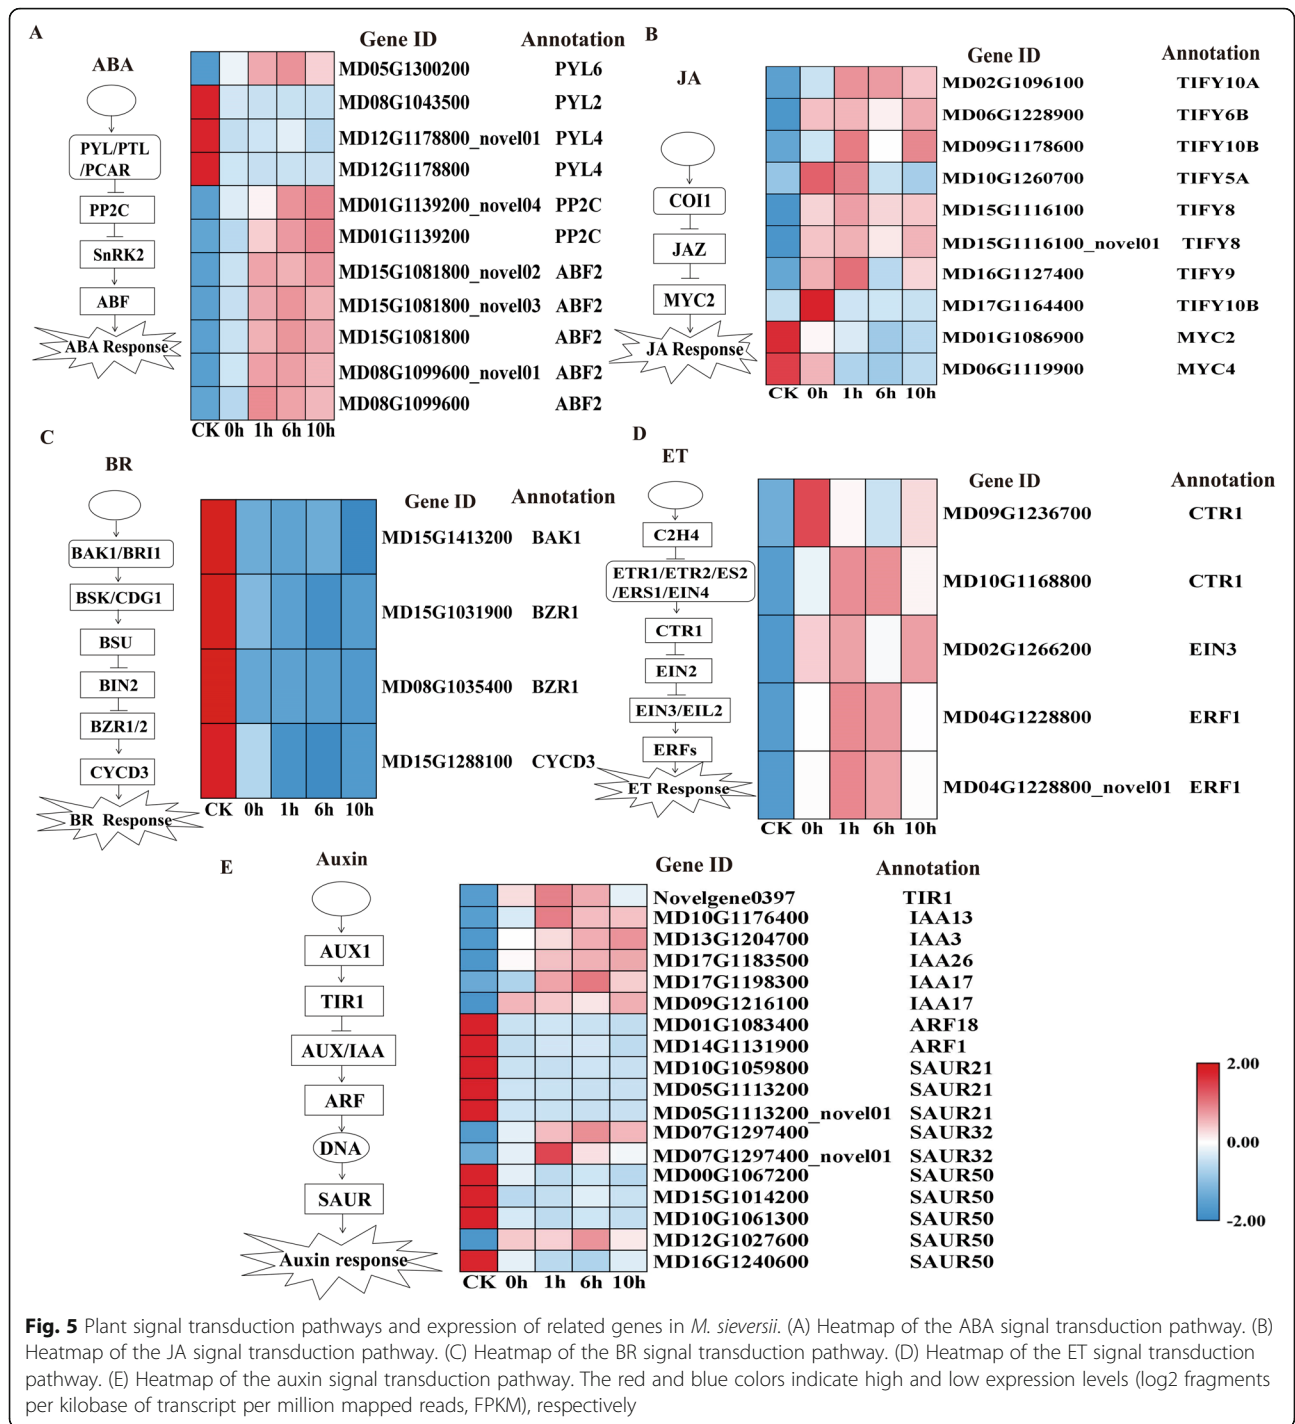 A
ABA
PYL/PTL
/PCAR
PP2C
SnRK2
ABF
ABA Response
Gene ID Annotation
MD05G1300200 PYL6
MD08G1043500 PYL2
MD12G1178800_novel01 PYL4
MD12G1178800 PYL4
MD01G1139200_novel04 PP2C
MD01G1139200 PP2C
MD15G1081800_novel02 ABF2
MD15G1081800_novel03 ABF2
MD15G1081800 ABF2
MD08G1099600_novel01 ABF2
MD08G1099600 ABF2
CK 0h 1h 6h 10h
B
JA
COI1
JAZ
MYC2
JA Response
Gene ID Annotation
MD02G1096100 TIFY10A
MD06G1228900 TIFY6B
MD09G1178600 TIFY10B
MD10G1260700 TIFY5A
MD15G1116100 TIFY8
MD15G1116100_novel01 TIFY8
MD16G1127400 TIFY9
MD17G1164400 TIFY10B
MD01G1086900 MYC2
MD06G1119900 MYC4
CK 0h 1h 6h 10h
C
BR
BAK1/BRI1
BSK/CDG1
BSU
BIN2
BZR1/2
CYCD3
BR Response
Gene ID Annotation
MD15G1413200 BAK1
MD15G1031900 BZR1
MD08G1035400 BZR1
MD15G1288100 CYCD3
CK 0h 1h 6h 10h
D
ET
C2H4
ETR1/ETR2/ES2
/ERS1/EIN4
CTR1
EIN2
EIN3/EIL2
ERFs
ET Response
Gene ID Annotation
MD09G1236700 CTR1
MD10G1168800 CTR1
MD02G1266200 EIN3
MD04G1228800 ERF1
MD04G1228800_novel01 ERF1
CK 0h 1h 6h 10h
E
Auxin
AUX1
TIR1
AUX/IAA
ARF
DNA
SAUR
Auxin response
Gene ID Annotation
Novelgene0397 TIR1
MD10G1176400 IAA13
MD13G1204700 IAA3
MD17G1183500 IAA26
MD17G1198300 IAA17
MD09G1216100 IAA17
MD01G1083400 ARF18
MD14G1131900 ARF1
MD10G1059800 SAUR21
MD05G1113200 SAUR21
MD05G1113200_novel01 SAUR21
MD07G1297400 SAUR32
MD07G1297400_novel01 SAUR32
MD00G1067200 SAUR50
MD15G1014200 SAUR50
MD10G1061300 SAUR50
MD12G1027600 SAUR50
MD16G1240600 SAUR50
CK 0h 1h 6h 10h
2.00
0.00
-2.00
Fig. 5 Plant signal transduction pathways and expression of related genes in M. sieversii. (A) Heatmap of the ABA signal transduction pathway. (B)
Heatmap of the JA signal transduction pathway. (C) Heatmap of the BR signal transduction pathway. (D) Heatmap of the ET signal transduction
pathway. (E) Heatmap of the auxin signal transduction pathway. The red and blue colors indicate high and low expression levels (log2 fragments
per kilobase of transcript per million mapped reads, FPKM), respectively